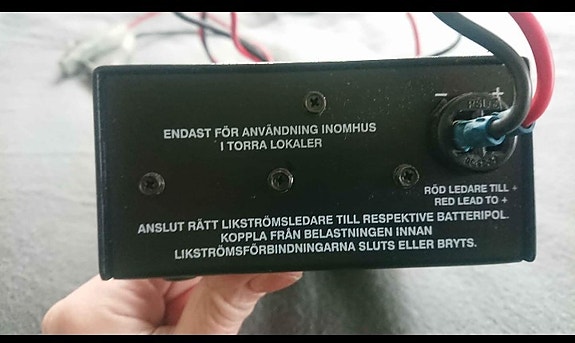 − +
ENDAST FÖR ANVÄNDNING INOMHUS
I TORRA LOKALER
RÖD LEDARE TILL +
RED LEAD TO +
ANSLUT RÄTT LIKSTRÖMSLEDARE TILL RESPEKTIVE BATTERIPOL.
KOPPLA FRÅN BELASTNINGEN INNAN
LIKSTRÖMSFÖRBINDNINGARNA SLUTS ELLER BRYTS.